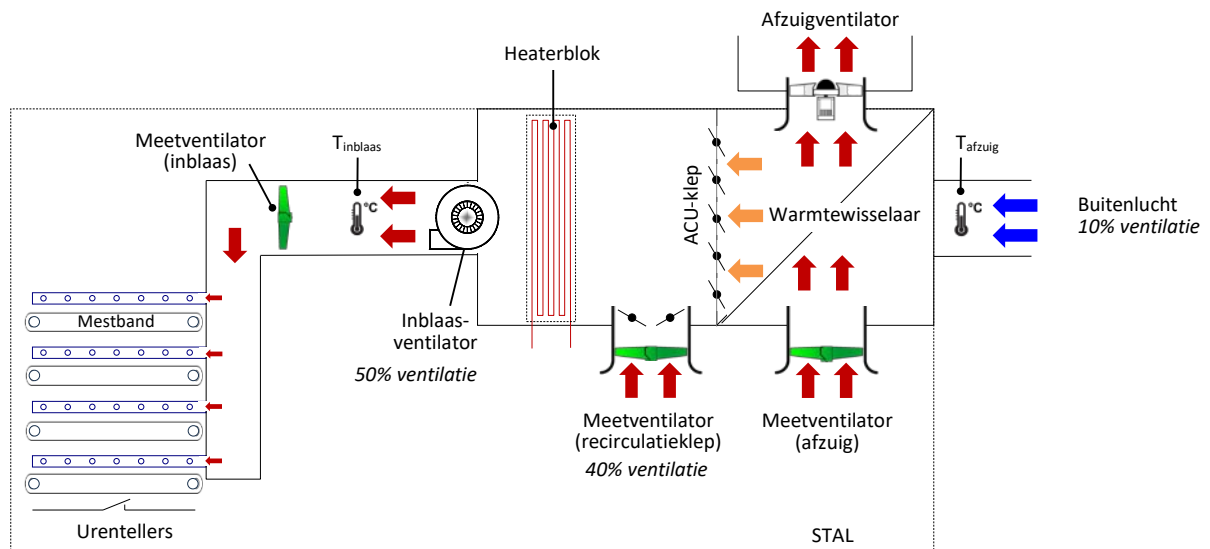 Afzuigventilator
Heaterblok
Meetventilator
(inblaas)
Tinblaas
°C
ACU-klep
Warmtewisselaar
Tafzuig
°C
Buitenlucht
10% ventilatie
Mestband
Inblaas-
ventilator
50% ventilatie
Meetventilator
(recirculatieklep)
40% ventilatie
Meetventilator
(afzuig)
Urentellers
STAL